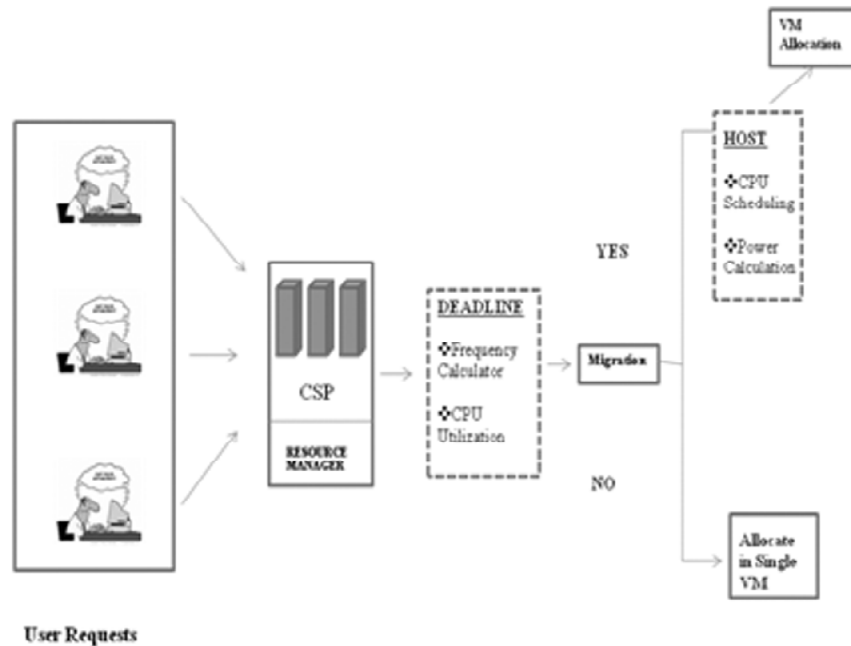 VM
Allocation
HOST
❖CPU
Scheduling
❖Power
Calculation
YES
DEADLINE
❖Frequency
Calculator
❖CPU
Utilization
Migration
CSP
RESOURCE
MANAGER
NO
Allocate
in Single
VM
User Requests